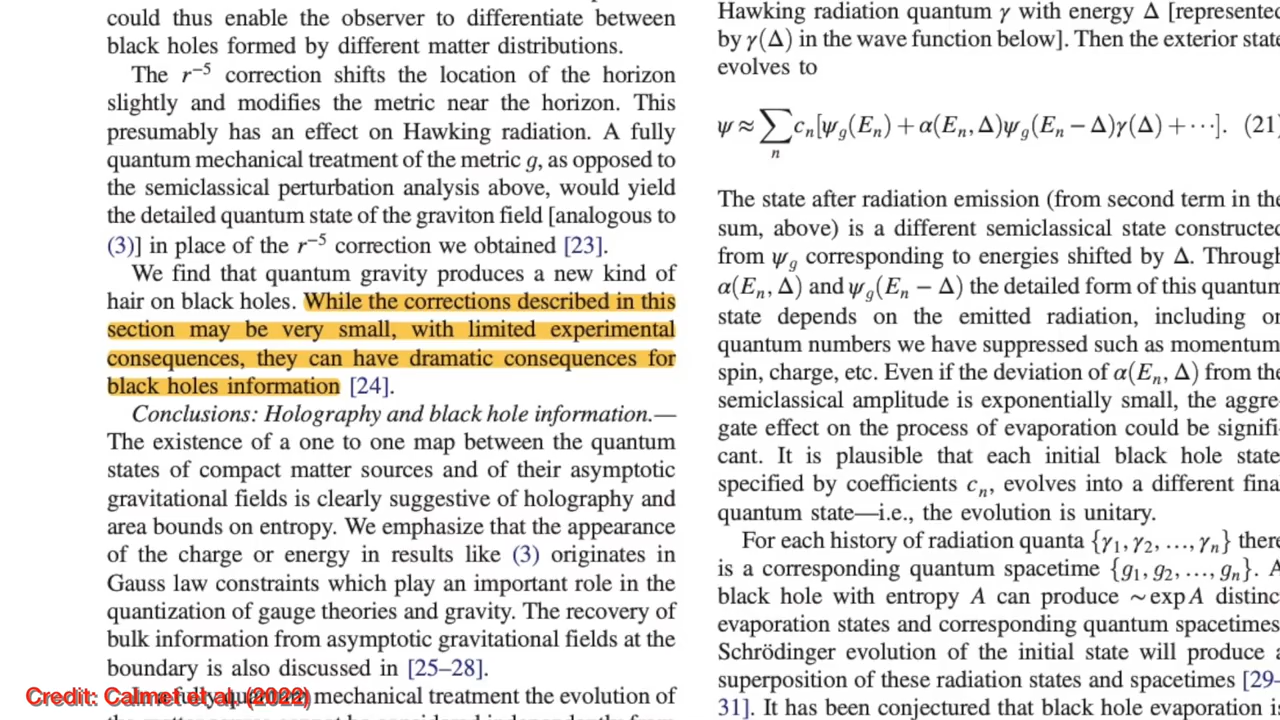 could thus enable the observer to differentiate between
black holes formed by different matter distributions.
The r⁻⁵ correction shifts the location of the horizon
slightly and modifies the metric near the horizon. This
presumably has an effect on Hawking radiation. A fully
quantum mechanical treatment of the metric g, as opposed to
the semiclassical perturbation analysis above, would yield
the detailed quantum state of the graviton field [analogous to
(3)] in place of the r⁻⁵ correction we obtained [23].
We find that quantum gravity produces a new kind of
hair on black holes. While the corrections described in this
section may be very small, with limited experimental
consequences, they can have dramatic consequences for
black holes information [24].
Conclusions: Holography and black hole information.—
The existence of a one to one map between the quantum
states of compact matter sources and of their asymptotic
gravitational fields is clearly suggestive of holography and
area bounds on entropy. We emphasize that the appearance
of the charge or energy in results like (3) originates in
Gauss law constraints which play an important role in the
quantization of gauge theories and gravity. The recovery of
bulk information from asymptotic gravitational fields at the
boundary is also discussed in [25–28].
mechanical treatment the evolution of
Credit: Calmet et al. (2022)
Hawking radiation quantum γ with energy Δ [represented
by γ(Δ) in the wave function below]. Then the exterior state
evolves to
ψ ≈ ∑ₙ cₙ[ψ_g(Eₙ) + α(Eₙ, Δ)ψ_g(Eₙ − Δ)γ(Δ) + ⋯]. (21)
The state after radiation emission (from second term in the
sum, above) is a different semiclassical state constructed
from ψ_g corresponding to energies shifted by Δ. Through
α(Eₙ, Δ) and ψ_g(Eₙ − Δ) the detailed form of this quantum
state depends on the emitted radiation, including on
quantum numbers we have suppressed such as momentum,
spin, charge, etc. Even if the deviation of α(Eₙ, Δ) from the
semiclassical amplitude is exponentially small, the aggre-
gate effect on the process of evaporation could be signifi-
cant. It is plausible that each initial black hole state,
specified by coefficients cₙ, evolves into a different fina
quantum state—i.e., the evolution is unitary.
For each history of radiation quanta {γ₁, γ₂, …, γₙ} there
is a corresponding quantum spacetime {g₁, g₂, …, gₙ}. A
black hole with entropy A can produce ~ exp A distinc
evaporation states and corresponding quantum spacetimes.
Schrödinger evolution of the initial state will produce a
superposition of these radiation states and spacetimes [29–
31]. It has been conjectured that black hole evaporation is